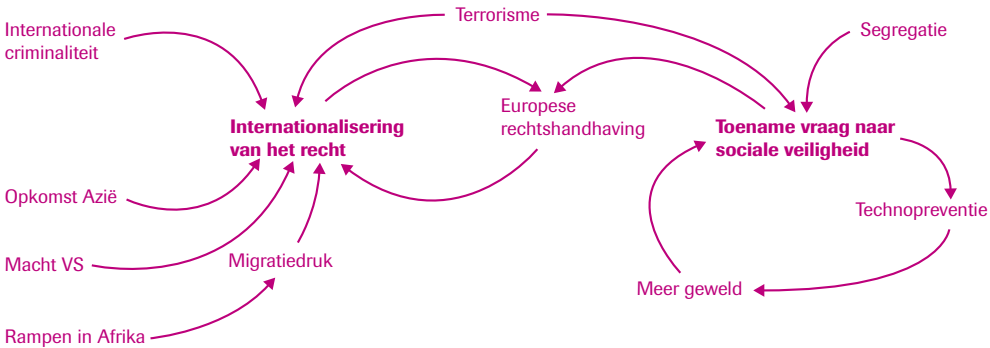 Terrorisme
Internationale
criminaliteit
Segregatie
Europese
rechtshandhaving
Internationalisering
van het recht
Toename vraag naar
sociale veiligheid
Opkomst Azië
Technopreventie
Macht VS
Migratiedruk
Meer geweld
Rampen in Afrika